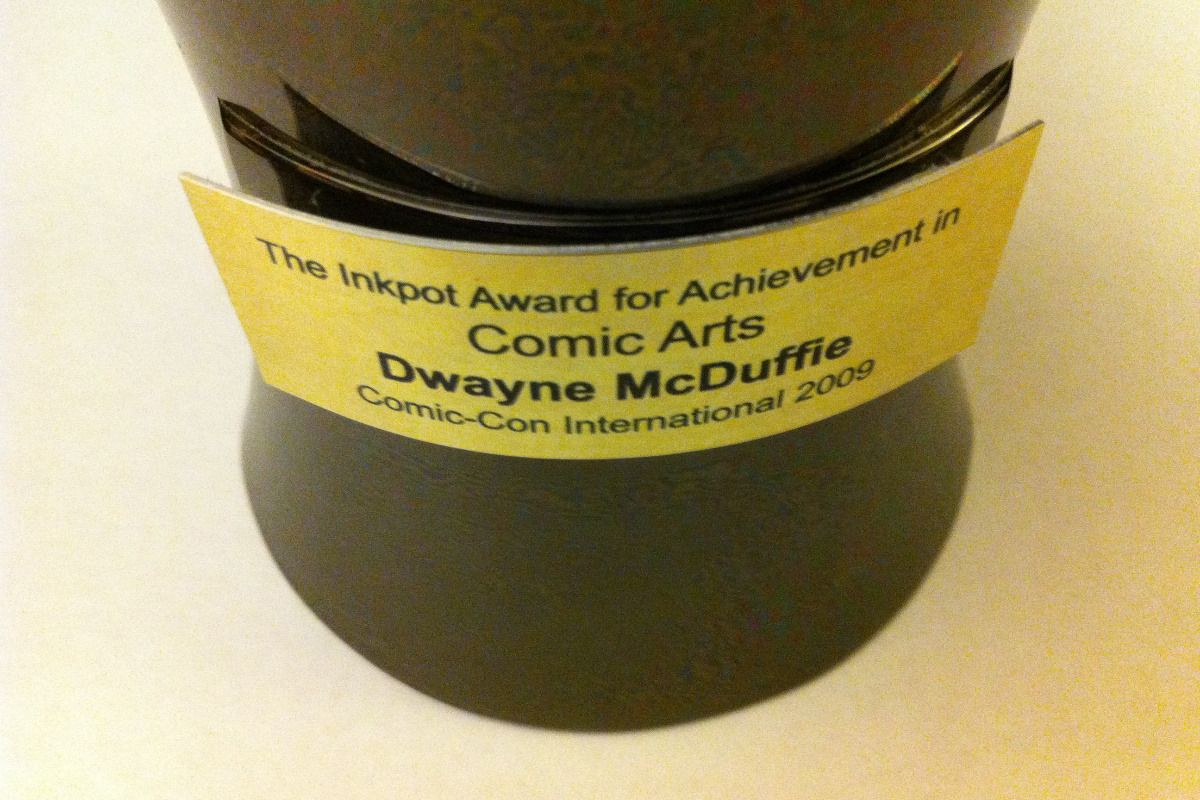 The Inkpot Award for Achievement in
Comic Arts
Dwayne McDuffie
Comic-Con International 2009